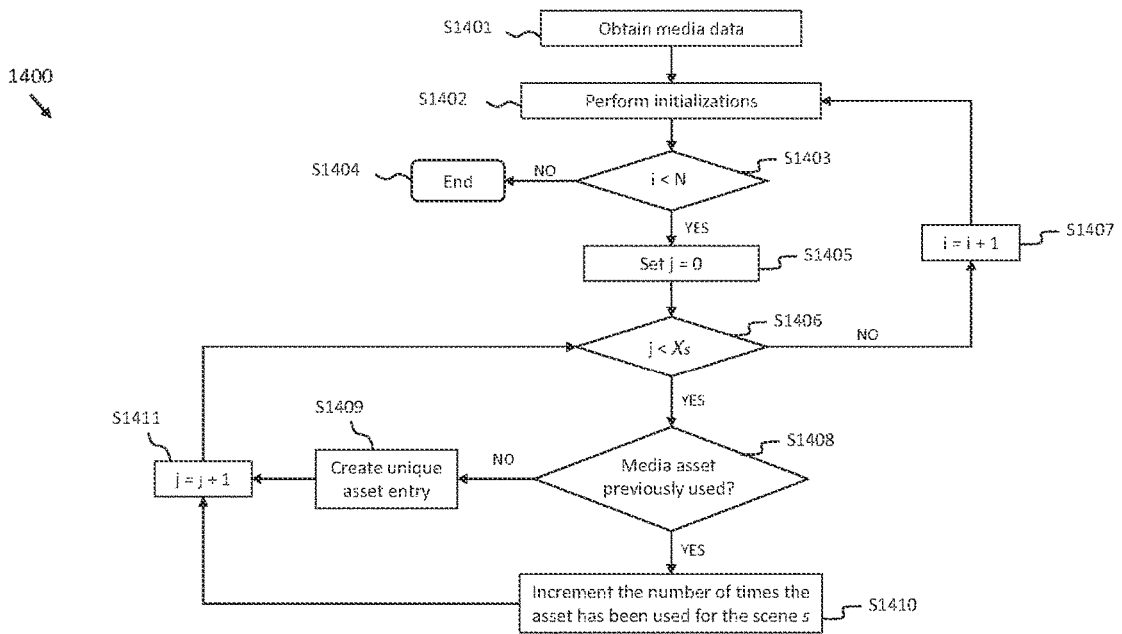 S1401
Obtain media data
1400
S1402
Perform initializations
S1403
S1404
End
NO
i < N
YES
S1407
i = i + 1
Set j = 0
S1405
S1406
j < Xs
NO
YES
S1411
S1409
S1408
j = j + 1
Create unique
asset entry
NO
Media asset
previously used?
YES
Increment the number of times the
asset has been used for the scene s
S1410